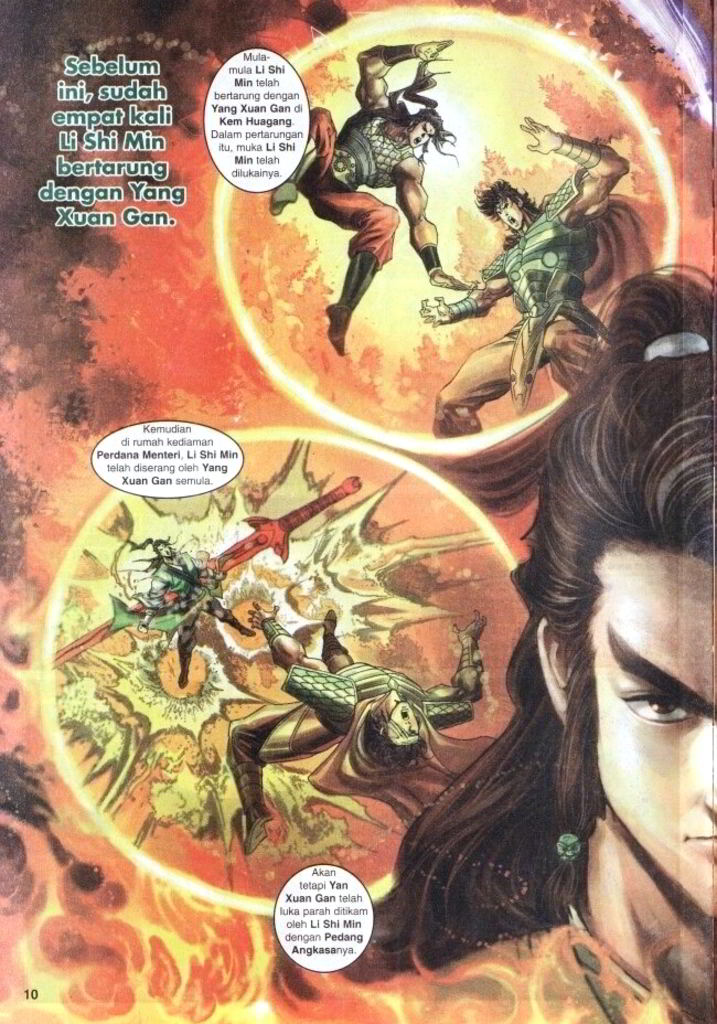 Sebelum
ini, sudah
empat kali
Li Shi Min
bertarung
dengan Yang
Xuan Gan.
Mula-
mula Li Shi
Min telah
bertarung dengan
Yang Xuan Gan di
Kem Huagang.
Dalam pertarungan
itu, muka Li Shi
Min telah
dilukainya.
Kemudian
di rumah kediaman
Perdana Menteri, Li Shi Min
telah diserang oleh Yang
Xuan Gan semula.
Akan
tetapi Yan
Xuan Gan telah
luka parah ditikam
oleh Li Shi Min
dengan Pedang
Angkasanya.
10